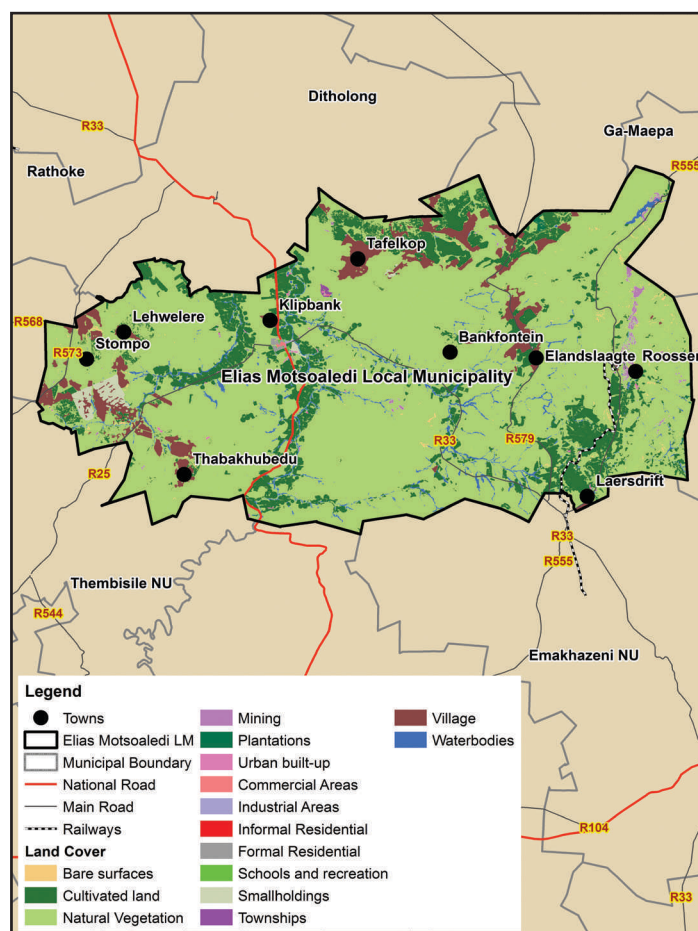 Ditholong
Ga-Maepa
R33
R555
Rathoke
Tafelkop
Klipbank
R568
Lehwelere
Bankfontein
R573
Stompo
Elandslaagte
Roossen
Elias Motsoaledi Local Municipality
R33
R579
Thabakhubedu
R25
Laersdrift
R33
R555
Thembisile NU
R544
Emakhazeni NU
Legend
Towns
Elias Motsoaledi LM
Municipal Boundary
National Road
Main Road
Railways
Land Cover
Bare surfaces
Cultivated land
Natural Vegetation
Mining
Plantations
Urban built-up
Commercial Areas
Industrial Areas
Informal Residential
Formal Residential
Schools and recreation
Smallholdings
Townships
Village
Waterbodies
R104
R33